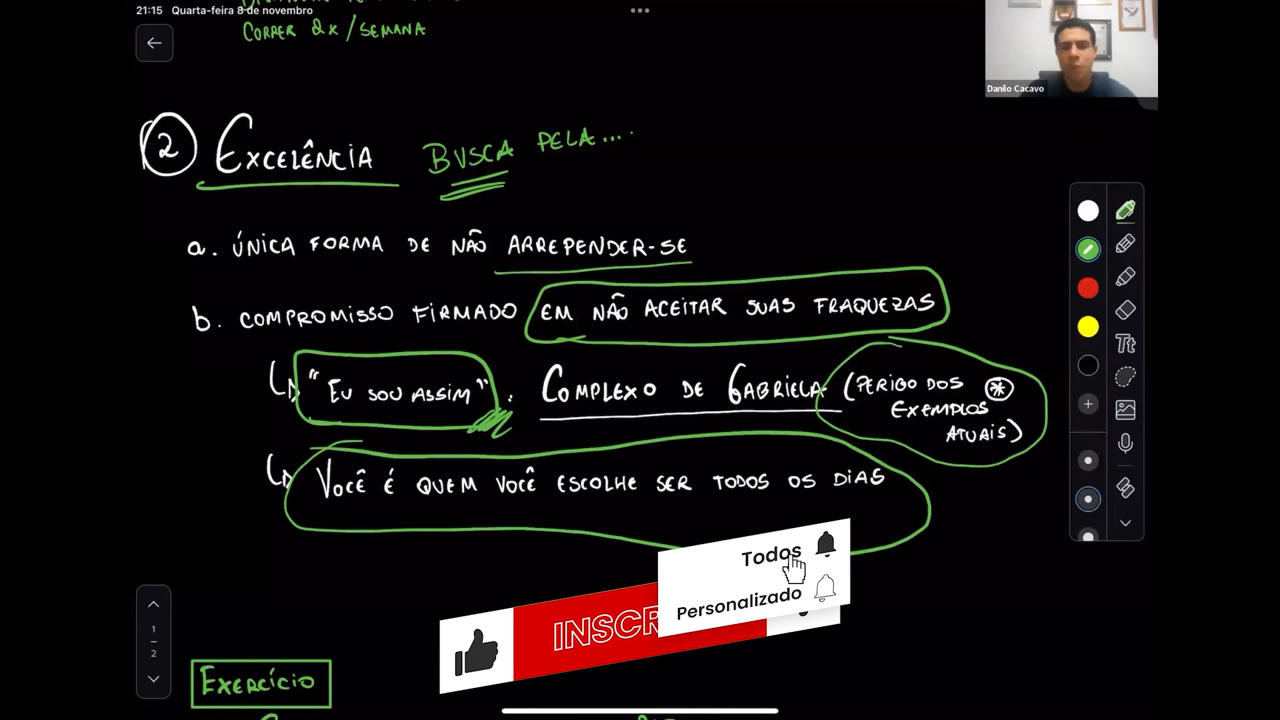 21:15 Quarta-feira 8 de novembro
CORRER 2x/SEMANA
Danilo Cacavo
2 EXCELÊNCIA BUSCA PELA....
a. ÚNICA FORMA DE NÃO ARREPENDER-SE
b. COMPROMISSO FIRMADO EM NÃO ACEITAR SUAS FRAQUEZAS
"EU SOU ASSIM". COMPLEXO DE GABRIELA (PERIGO DOS
EXEMPLOS
ATUAIS)
VOCÊ É QUEM VOCÊ ESCOLHE SER TODOS OS DIAS
Todos
Personalizado
INSCR
Tt
1
2
EXERCÍCIO